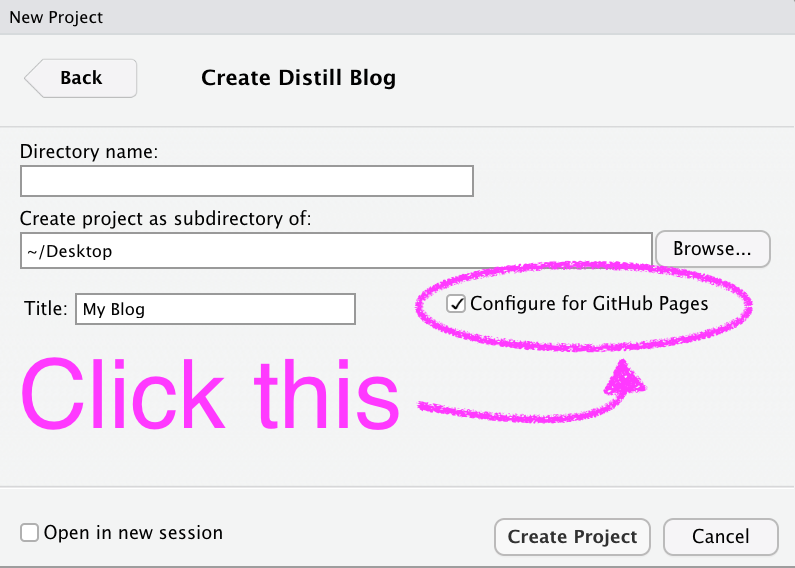 New Project
Back
Create Distill Blog
Directory name:
Create project as subdirectory of:
~/Desktop
Browse...
Title:
My Blog
Configure for GitHub Pages
Click this
Open in new session
Create Project
Cancel